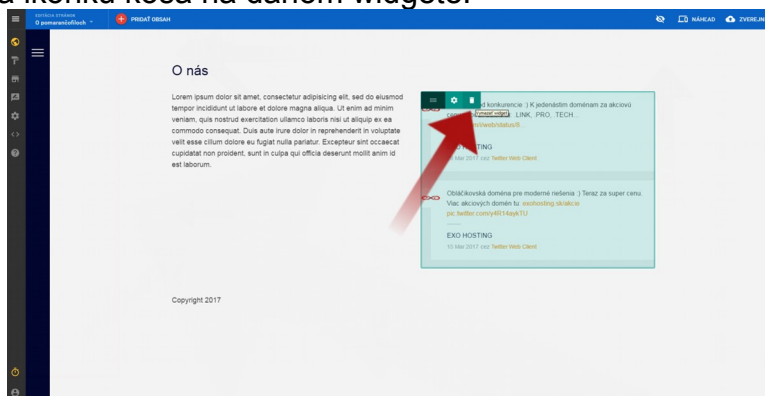 a ikonku koša na danom widgete.
EDITÁCIA STRÁNOK
O pomarančofiloch
PRIDAŤ OBSAH
NÁHĽAD
ZVEREJN
O nás
Lorem ipsum dolor sit amet, consectetur adipisicing elit, sed do eiusmod
tempor incididunt ut labore et dolore magna aliqua. Ut enim ad minim
veniam, quis nostrud exercitation ullamco laboris nisi ut aliquip ex ea
commodo consequat. Duis aute irure dolor in reprehenderit in voluptate
velit esse cillum dolore eu fugiat nulla pariatur. Excepteur sint occaecat
cupidatat non proident, sunt in culpa qui officia deserunt mollit anim id
est laborum.
konkurencie :) K jedenástim doménam za akciovú
LINK, .PRO, .TECH...
TING
Mar 2017 cez Twitter Web Client
Obláčikovská doména pre moderné riešenia :) Teraz za super cenu
Viac akciových domén tu: exohosting.sk/akcie
pic.twitter.com/y4R14aykTU
EXO HOSTING
15 Mar 2017 cez Twitter Web Client
Copyright 2017